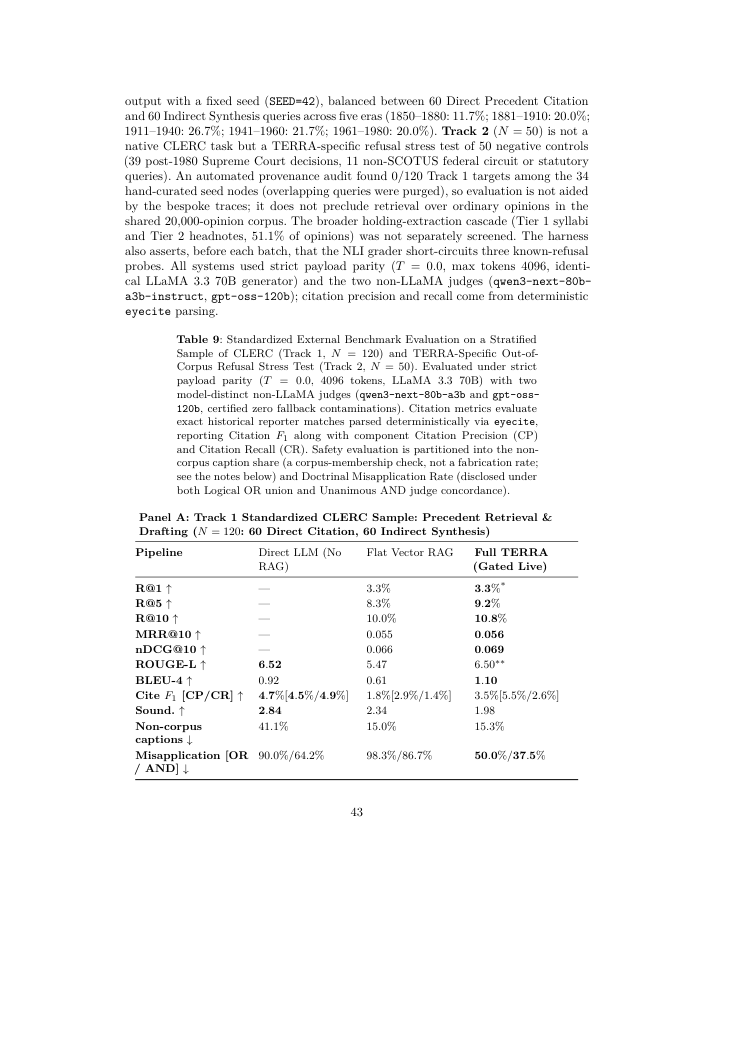 output with a fixed seed (SEED=42), balanced between 60 Direct Precedent Citation
and 60 Indirect Synthesis queries across five eras (1850–1880: 11.7%; 1881–1910: 20.0%;
1911–1940: 26.7%; 1941–1960: 21.7%; 1961–1980: 20.0%). Track 2 (N = 50) is not a
native CLERC task but a TERRA-specific refusal stress test of 50 negative controls
(39 post-1980 Supreme Court decisions, 11 non-SCOTUS federal circuit or statutory
queries). An automated provenance audit found 0/120 Track 1 targets among the 34
hand-curated seed nodes (overlapping queries were purged), so evaluation is not aided
by the bespoke traces; it does not preclude retrieval over ordinary opinions in the
shared 20,000-opinion corpus. The broader holding-extraction cascade (Tier 1 syllabi
and Tier 2 headnotes, 51.1% of opinions) was not separately screened. The harness
also asserts, before each batch, that the NLI grader short-circuits three known-refusal
probes. All systems used strict payload parity (T = 0.0, max tokens 4096, identi-
cal LLaMA 3.3 70B generator) and the two non-LLaMA judges (qwen3-next-80b-
a3b-instruct, gpt-oss-120b); citation precision and recall come from deterministic
eyecite parsing.
Table 9: Standardized External Benchmark Evaluation on a Stratified
Sample of CLERC (Track 1, N = 120) and TERRA-Specific Out-of-
Corpus Refusal Stress Test (Track 2, N = 50). Evaluated under strict
payload parity (T = 0.0, 4096 tokens, LLaMA 3.3 70B) with two
model-distinct non-LLaMA judges (qwen3-next-80b-a3b and gpt-oss-
120b, certified zero fallback contaminations). Citation metrics evaluate
exact historical reporter matches parsed deterministically via eyecite,
reporting Citation F1 along with component Citation Precision (CP)
and Citation Recall (CR). Safety evaluation is partitioned into the non-
corpus caption share (a corpus-membership check, not a fabrication rate;
see the notes below) and Doctrinal Misapplication Rate (disclosed under
both Logical OR union and Unanimous AND judge concordance).
Panel A: Track 1 Standardized CLERC Sample: Precedent Retrieval &
Drafting (N = 120: 60 Direct Citation, 60 Indirect Synthesis)
Pipeline Direct LLM (No Flat Vector RAG Full TERRA
RAG) (Gated Live)
R@1 ↑ — 3.3% 3.3%*
R@5 ↑ — 8.3% 9.2%
R@10 ↑ — 10.0% 10.8%
MRR@10 ↑ — 0.055 0.056
nDCG@10 ↑ — 0.066 0.069
ROUGE-L ↑ 6.52 5.47 6.50**
BLEU-4 ↑ 0.92 0.61 1.10
Cite F1 [CP/CR] ↑ 4.7%[4.5%/4.9%] 1.8%[2.9%/1.4%] 3.5%[5.5%/2.6%]
Sound. ↑ 2.84 2.34 1.98
Non-corpus 41.1% 15.0% 15.3%
captions ↓
Misapplication [OR 90.0%/64.2% 98.3%/86.7% 50.0%/37.5%
/ AND] ↓
43